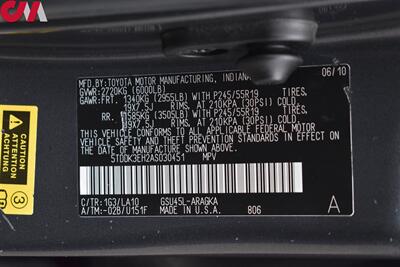 CM
MFD. BY: TOYOTA MOTOR MANUFACTURING, INDIANA
GVWR: 2720KG (6000LB) 06/10
GAWR: FRT. 1340KG (2955LB) WITH P245/55R19 TIRES,
19X7.5J RIMS, AT 210KPA (30PSI) COLD.
RR. 1585KG (3505LB) WITH P245/55R19 TIRES,
19X7.5J RIMS, AT 210KPA (30PSI) COLD.
THIS VEHICLE CONFORMS TO ALL APPLICABLE FEDERAL MOTOR
VEHICLE SAFETY AND THEFT PREVENTION STANDARDS IN
EFFECT ON THE DATE OF MANUFACTURE SHOWN ABOVE.
5TDDK3EH2AS030451 MPV
C/TR: 1G3/LA10 GSU45L-ARAGKA
A/TM: -02B/U151F MADE IN U.S.A. 806 A
3